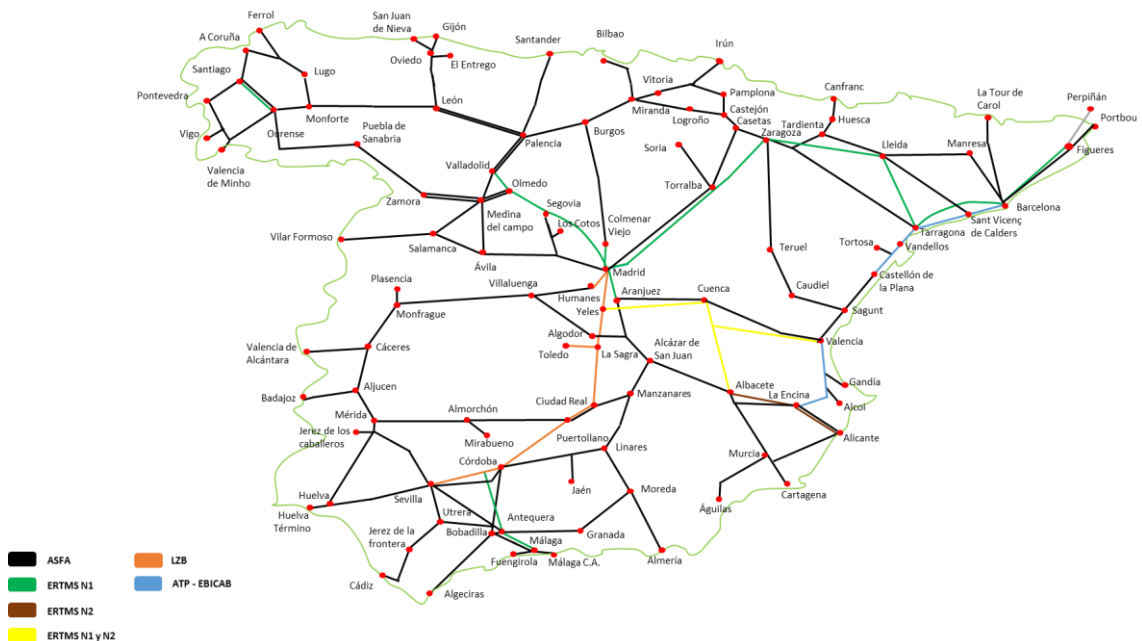 Ferrol
San Juan
de Nieva
Gijón
A Coruña
Santander
Bilbao
Irún
Oviedo
El Entrego
Santiago
Lugo
Vitoria
Canfranc
La Tour de
Carol
Perpiñán
Portbou
Pontevedra
León
Miranda
Pamplona
Logroño
Castejón
Casetas
Huesca
Tardienta
Zaragoza
Vigo
Ourense
Monforte
Puebla de
Sanabria
Palencia
Burgos
Lleida
Manresa
Figueres
Valencia
de Minho
Valladolid
Soria
Olmedo
Torralba
Zamora
Segovia
Los Cotos
Medina
del campo
Colmenar
Viejo
Barcelona
Sant Vicenç
de Calders
Tarragona
Vilar Formoso
Salamanca
Ávila
Tortosa
Vandellos
Teruel
Madrid
Plasencia
Villaluenga
Humanes
Aranjuez
Cuenca
Caudiel
Castellón de
la Plana
Yeles
Monfrague
Sagunt
Algodor
Valencia de
Alcántara
Cáceres
Toledo
La Sagra
Alcázar de
San Juan
Valencia
Badajoz
Aljucen
Albacete
La Encina
Gandía
Ciudad Real
Manzanares
Alcol
Mérida
Almorchón
Jerez de los
caballeros
Mirabueno
Puertollano
Linares
Alicante
Murcia
Córdoba
Jaén
Moreda
Cartagena
Huelva
Sevilla
Águilas
Huelva
Término
Utrera
Antequera
Bobadilla
Jerez de la
frontera
Málaga
Granada
Fuengirola
Málaga C.A.
Almería
Cádiz
Algeciras
ASFA
LZB
ERTMS N1
ATP - EBICAB
ERTMS N2
ERTMS N1 y N2